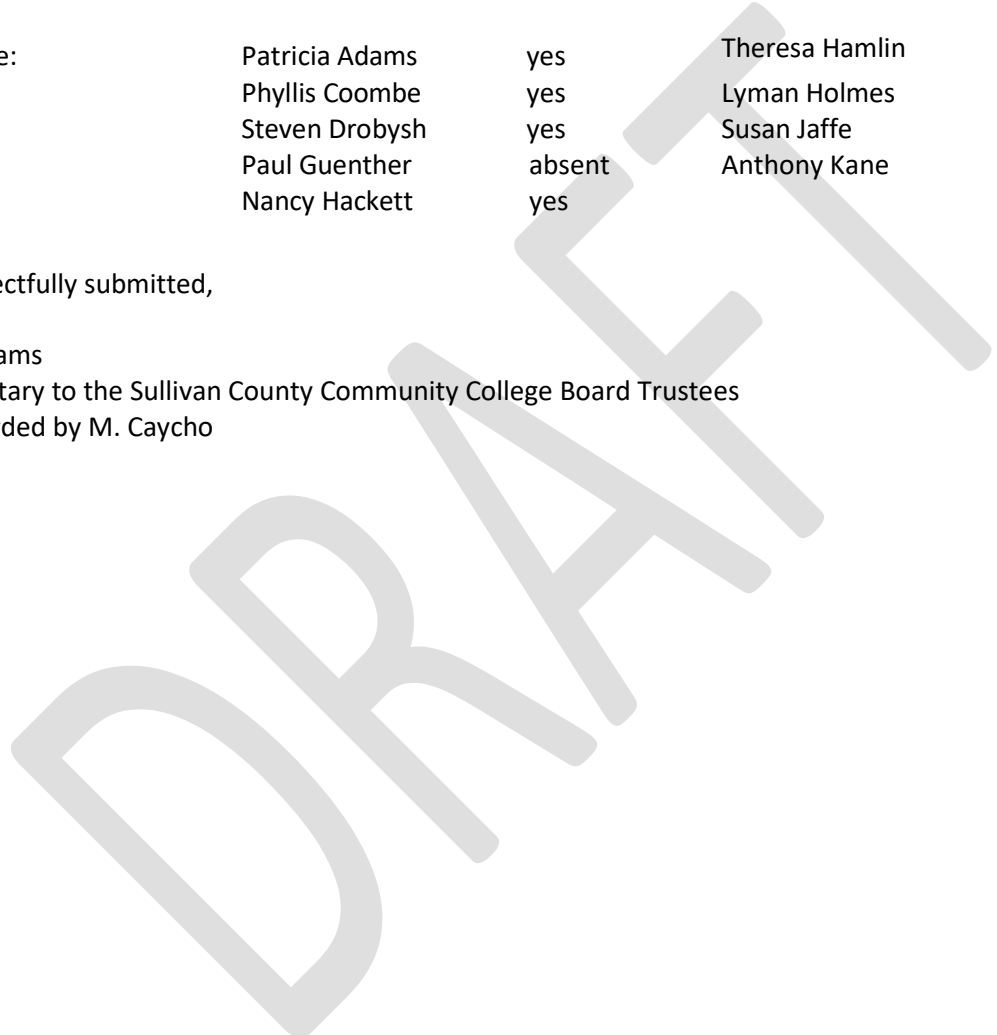 e: Patricia Adams yes Theresa Hamlin
Phyllis Coombe yes Lyman Holmes
Steven Drobysh yes Susan Jaffe
Paul Guenther absent Anthony Kane
Nancy Hackett yes
ectfully submitted,
ams
tary to the Sullivan County Community College Board Trustees
ded by M. Caycho
DRAFT